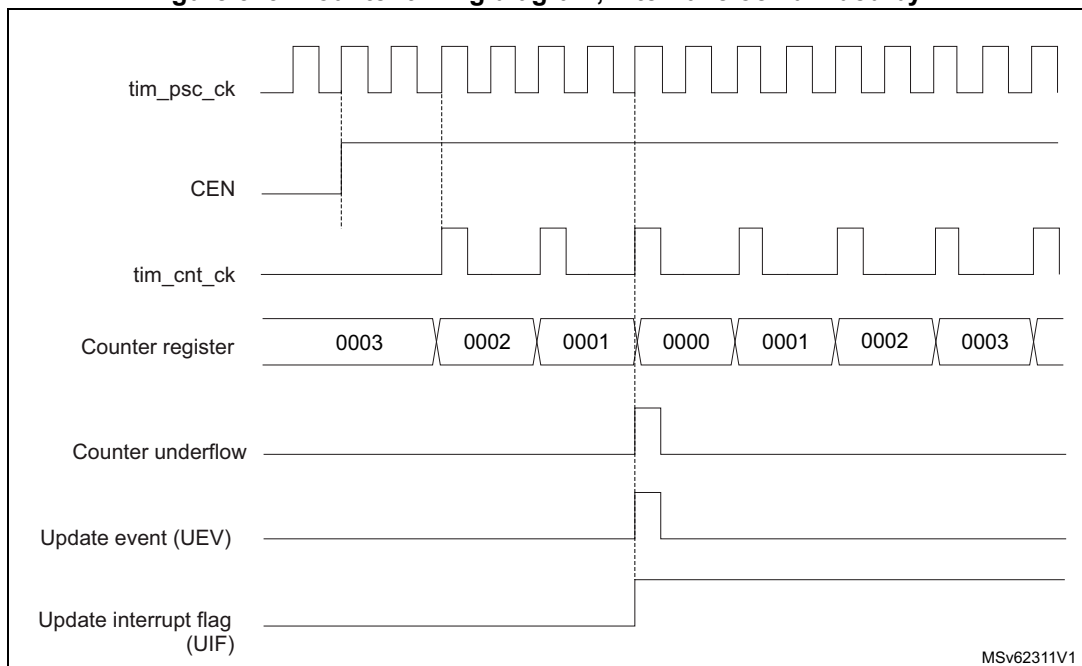 tim_psc_ck
CEN
tim_cnt_ck
Counter register
0003 0002 0001 0000 0001 0002 0003
Counter underflow
Update event (UEV)
Update interrupt flag
(UIF)
MSv62311V1